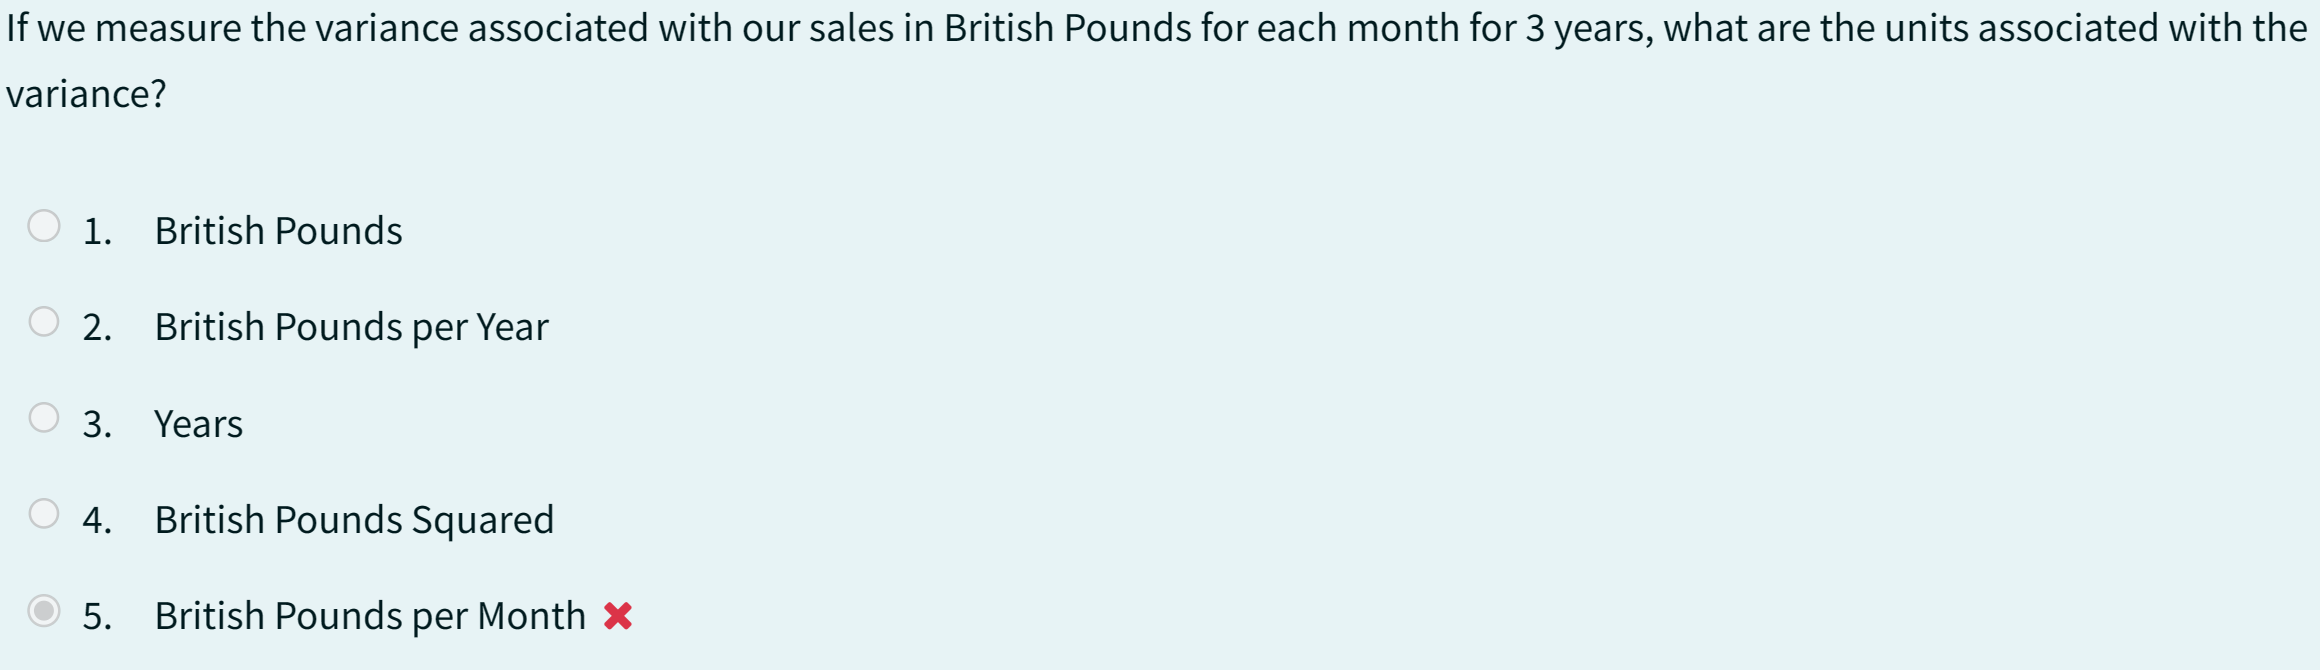 If we measure the variance associated with our sales in British Pounds for each month for 3 years, what are the units associated with the
variance?
1. British Pounds
2. British Pounds per Year
3. Years
4. British Pounds Squared
5. British Pounds per Month